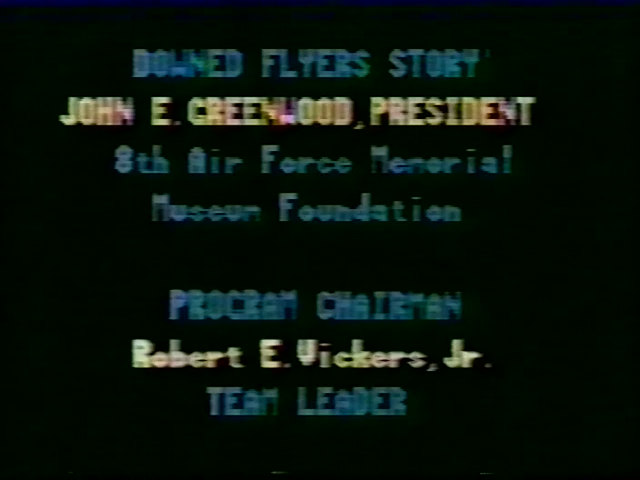 DOWNED FLYERS STORY
JOHN E. GREENWOOD, PRESIDENT
8th Air Force Memorial
Museum Foundation
PROGRAM CHAIRMAN
Robert E. Vickers, Jr.
TEAM LEADER